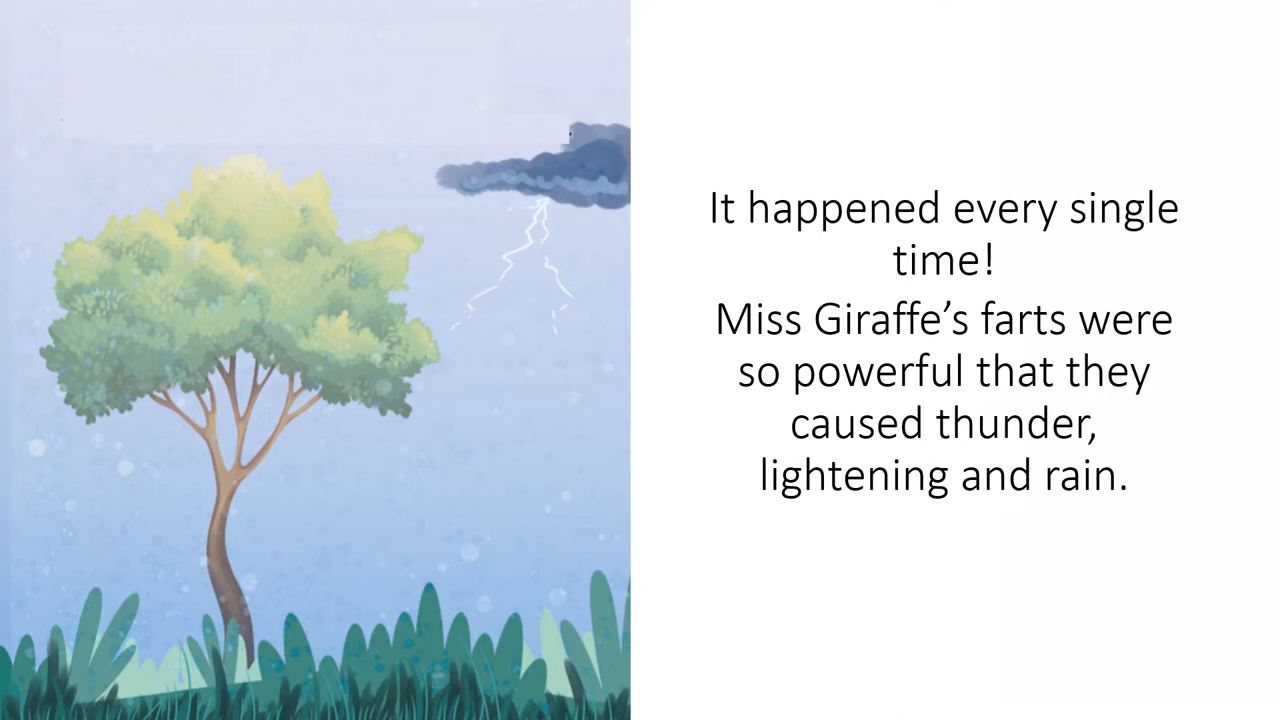 It happened every single
time!
Miss Giraffe’s farts were
so powerful that they
caused thunder,
lightening and rain.